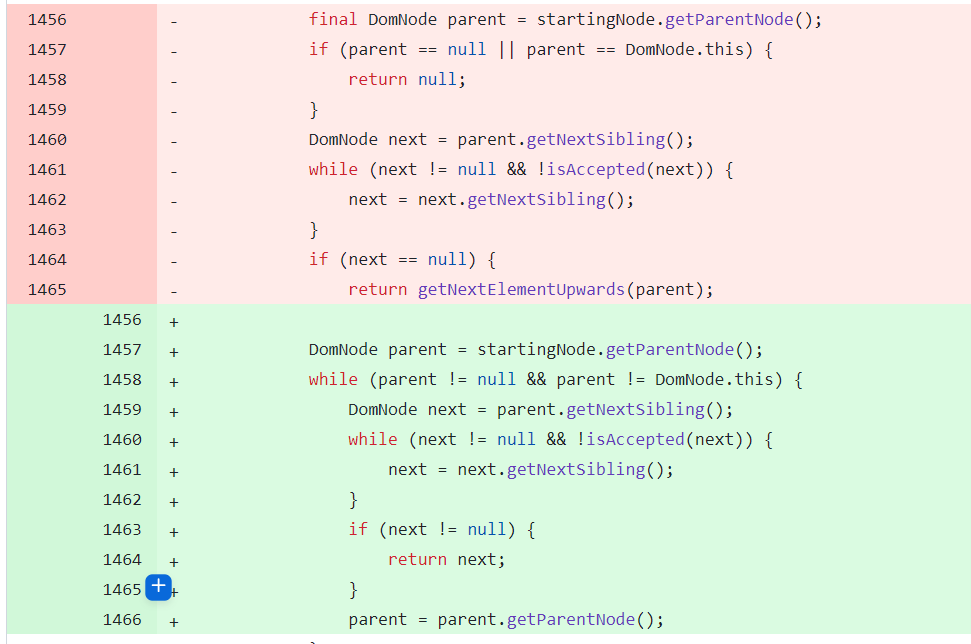 1456 - final DomNode parent = startingNode.getParentNode();
1457 - if (parent == null || parent == DomNode.this) {
1458 - return null;
1459 - }
1460 - DomNode next = parent.getNextSibling();
1461 - while (next != null && !isAccepted(next)) {
1462 - next = next.getNextSibling();
1463 - }
1464 - if (next == null) {
1465 - return getNextElementUpwards(parent);
1456 +
1457 + DomNode parent = startingNode.getParentNode();
1458 + while (parent != null && parent != DomNode.this) {
1459 + DomNode next = parent.getNextSibling();
1460 + while (next != null && !isAccepted(next)) {
1461 + next = next.getNextSibling();
1462 + }
1463 + if (next != null) {
1464 + return next;
1465 + }
1466 + parent = parent.getParentNode();